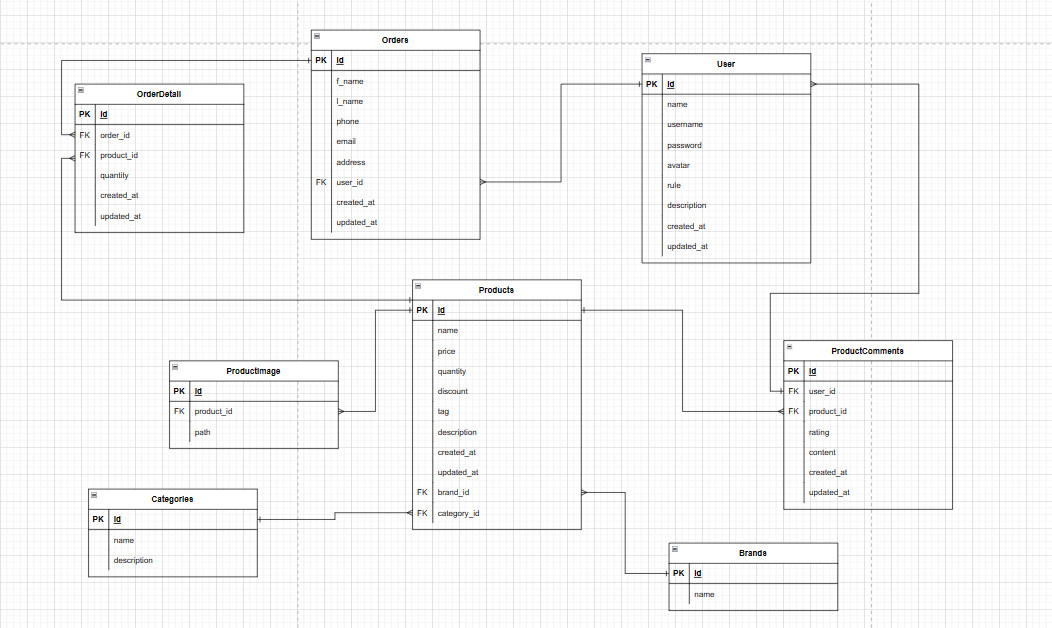 Orders
PK Id
f_name
l_name
phone
email
address
FK user_id
created_at
updated_at
User
PK Id
name
username
password
avatar
rule
description
created_at
updated_at
OrderDetail
PK Id
FK order_id
FK product_id
quantity
created_at
updated_at
Products
PK Id
name
price
quantity
discount
tag
description
created_at
updated_at
FK brand_id
FK category_id
ProductComments
PK Id
FK user_id
FK product_id
rating
content
created_at
updated_at
ProductImage
PK Id
FK product_id
path
Categories
PK Id
name
description
Brands
PK Id
name